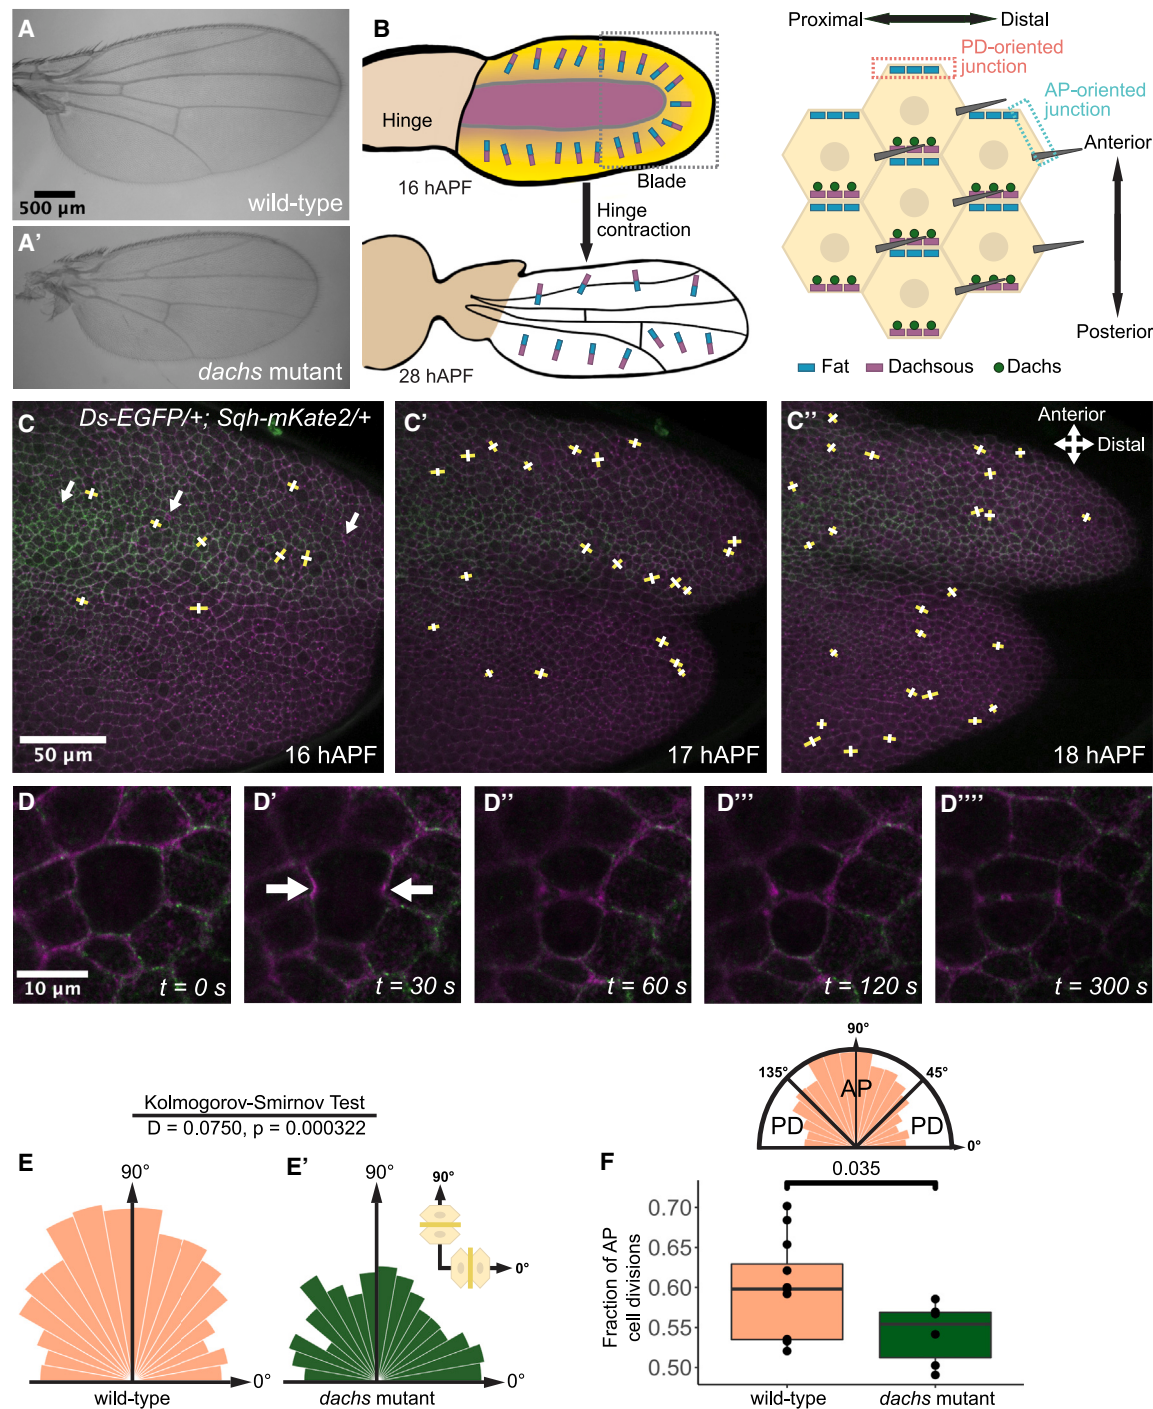 A
wild-type
500 µm
A'
dachs mutant
B
Hinge
16 hAPF
Blade
Hinge
contraction
28 hAPF
Proximal
Distal
PD-oriented
junction
AP-oriented
junction
Anterior
Posterior
Fat
Dachsous
Dachs
C
Ds-EGFP/+; Sqh-mKate2/+
50 µm
16 hAPF
C'
17 hAPF
C''
Anterior
Distal
18 hAPF
D
10 µm
t = 0 s
D'
t = 30 s
D''
t = 60 s
D'''
t = 120 s
D''''
t = 300 s
Kolmogorov-Smirnov Test
D = 0.0750, p = 0.000322
E
90°
0°
wild-type
E'
90°
90°
0°
0°
dachs mutant
90°
135°
45°
AP
PD
PD
0°
F
0.035
Fraction of AP
cell divisions
0.70
0.65
0.60
0.55
0.50
wild-type
dachs mutant